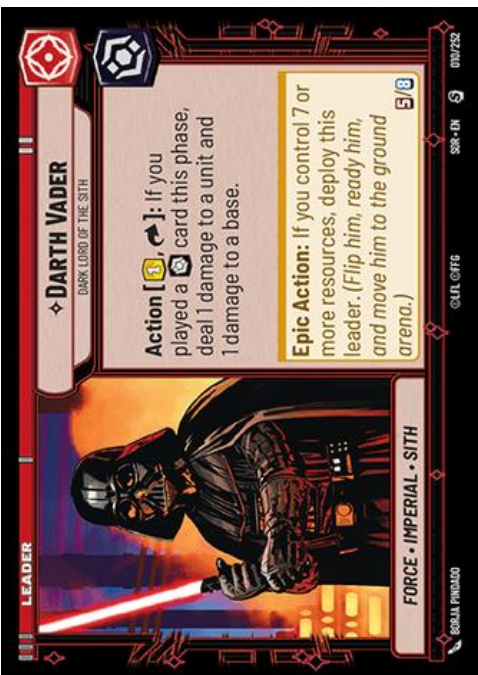 LEADER
DARTH VADER
DARK LORD OF THE SITH
Action [1, ]: If you
played a card this phase,
deal 1 damage to a unit and
1 damage to a base.
Epic Action: If you control 7 or
more resources, deploy this
leader. (Flip him, ready him,
and move him to the ground
arena.)
5/8
FORCE • IMPERIAL • SITH
BORJA PINDADO
©LFL ©FFG
SOR • EN
010/252